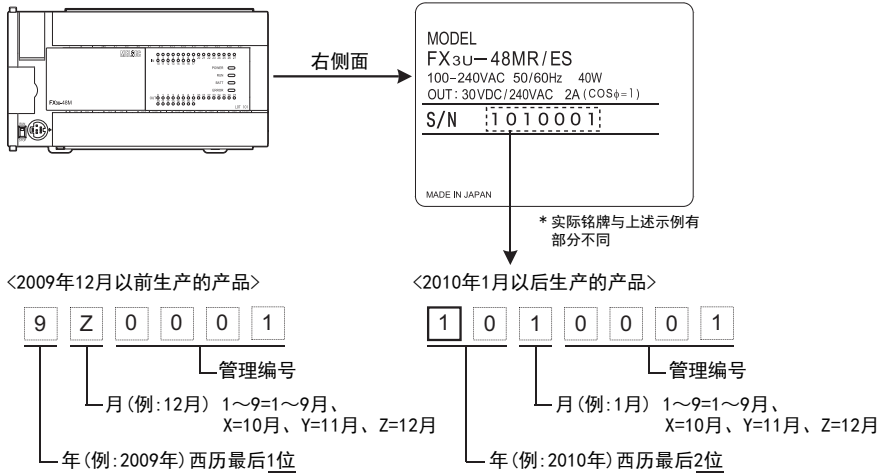 右侧面
MODEL
FX3U-48MR/ES
100-240VAC 50/60Hz 40W
OUT: 30VDC/240VAC 2A (COSφ=1)
S/N 1010001
MADE IN JAPAN
POWER
RUN
BATT
ERROR
FX3U-48M
* 实际铭牌与上述示例有
部分不同
<2009年12月以前生产的产品>
9 Z 0 0 0 1
管理编号
月(例:12月) 1~9=1~9月、
X=10月、Y=11月、Z=12月
年(例:2009年)西历最后1位
<2010年1月以后生产的产品>
1 0 1 0 0 0 1
管理编号
月(例:1月) 1~9=1~9月、
X=10月、Y=11月、Z=12月
年(例:2010年)西历最后2位